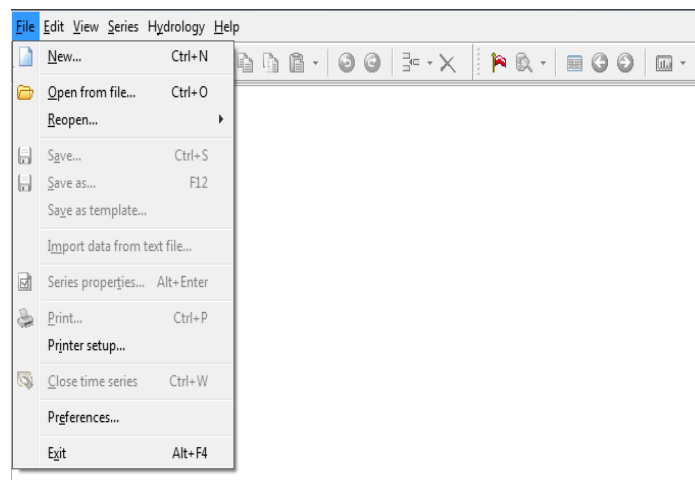 File Edit View Series Hydrology Help
New... Ctrl+N
Open from file... Ctrl+O
Reopen...
Save... Ctrl+S
Save as... F12
Save as template...
Import data from text file...
Series properties... Alt+Enter
Print... Ctrl+P
Printer setup...
Close time series Ctrl+W
Preferences...
Exit Alt+F4